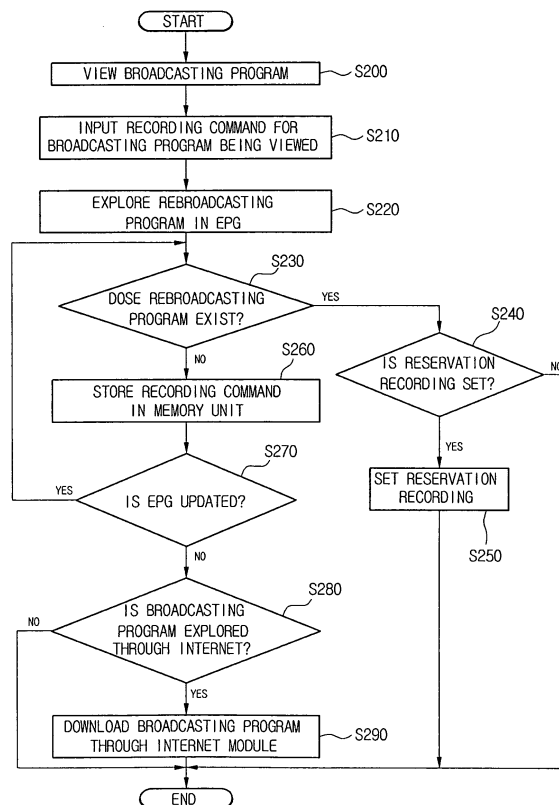 START
VIEW BROADCASTING PROGRAM
S200
INPUT RECORDING COMMAND FOR
BROADCASTING PROGRAM BEING VIEWED
S210
EXPLORE REBROADCASTING
PROGRAM IN EPG
S220
S230
DOSE REBROADCASTING
PROGRAM EXIST?
YES
NO
S240
IS RESERVATION
RECORDING SET?
NO
YES
S260
STORE RECORDING COMMAND
IN MEMORY UNIT
SET RESERVATION
RECORDING
S250
S270
IS EPG UPDATED?
YES
NO
S280
IS BROADCASTING
PROGRAM EXPLORED
THROUGH INTERNET?
NO
YES
DOWNLOAD BROADCASTING PROGRAM
THROUGH INTERNET MODULE
S290
END